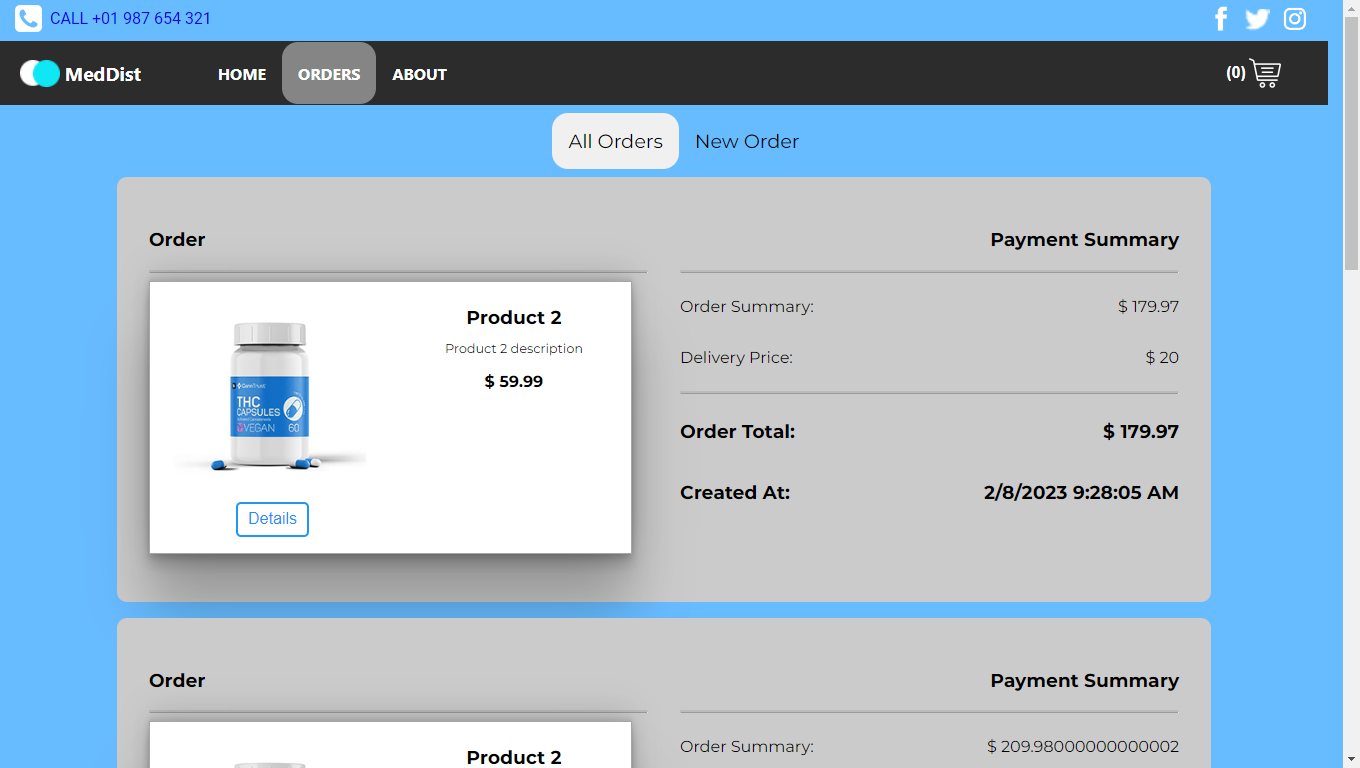 CALL +01 987 654 321
MedDist
HOME
ORDERS
ABOUT
(0)
All Orders
New Order
Order
THC
CAPSULES
VEGAN
60
Product 2
Product 2 description
$ 59.99
Details
Payment Summary
Order Summary: $ 179.97
Delivery Price: $ 20
Order Total: $ 179.97
Created At: 2/8/2023 9:28:05 AM
Order
Product 2
Payment Summary
Order Summary: $ 209.98000000000002